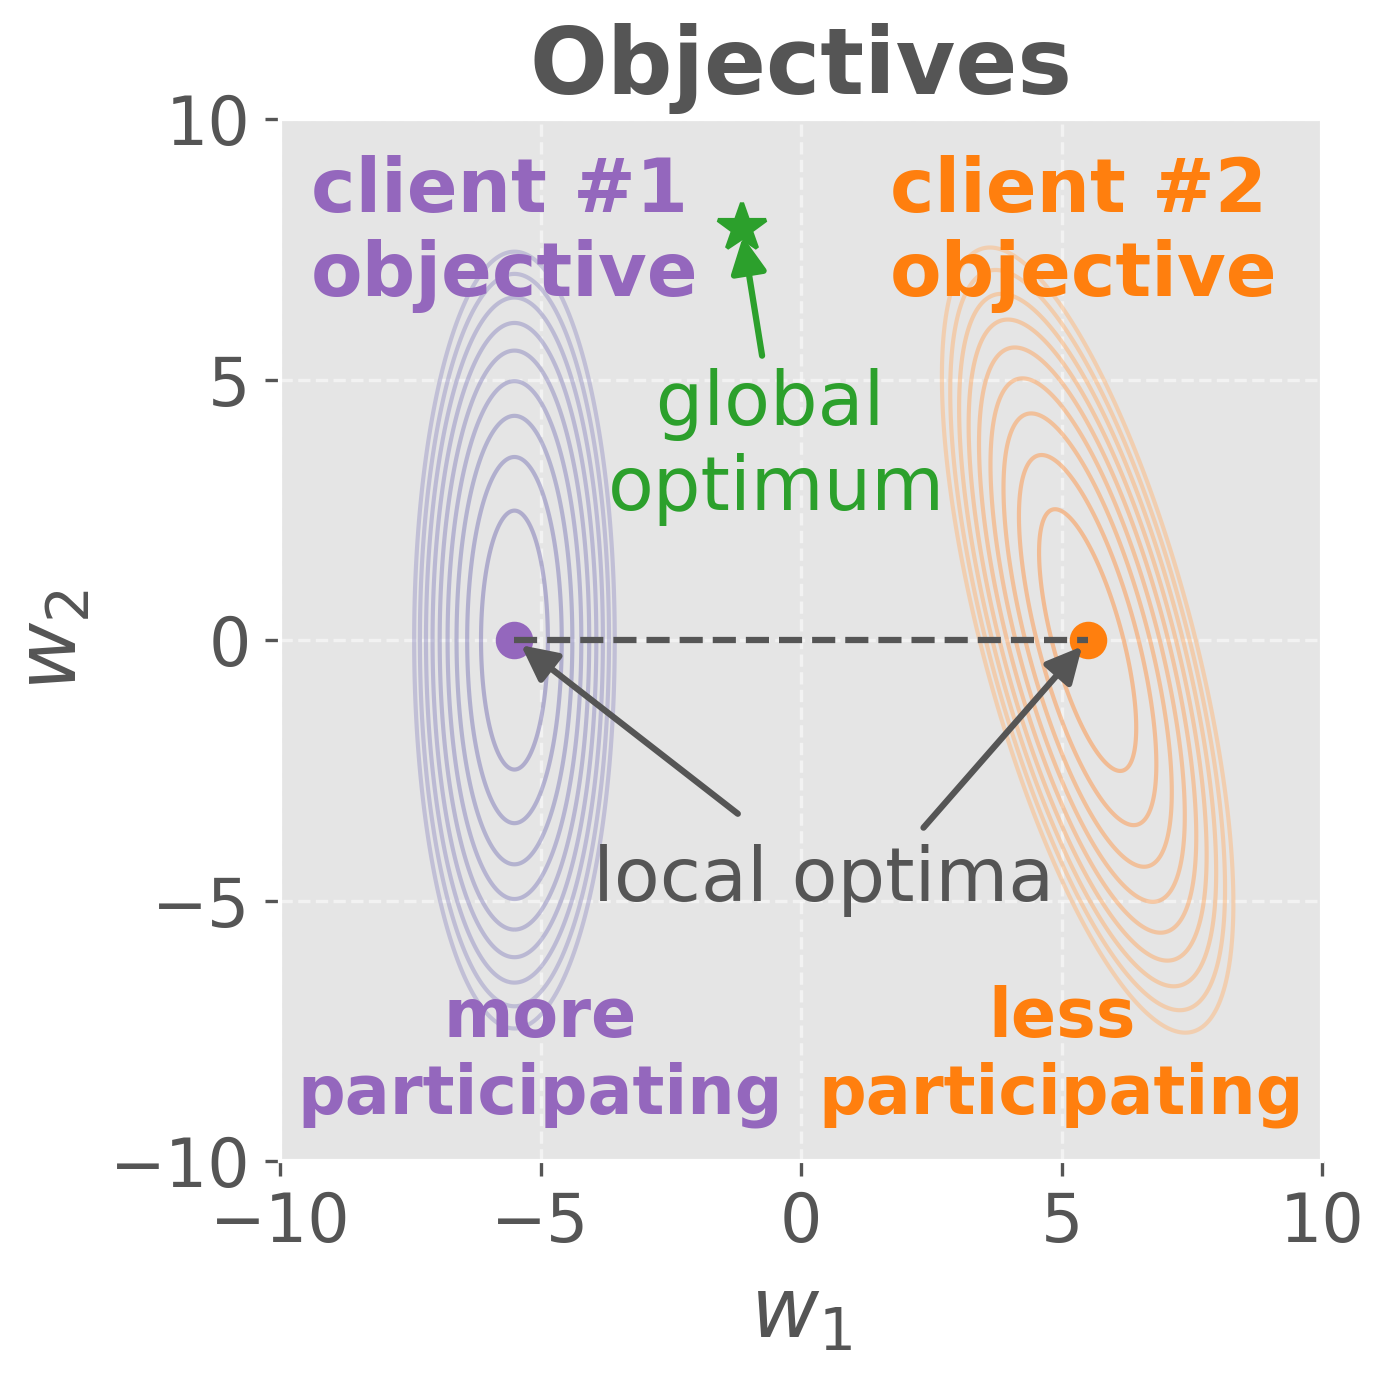 Objectives
10
5
0
−5
−10
w₂
client #1
objective
client #2
objective
global
optimum
local optima
more
participating
less
participating
−10
−5
0
5
10
w₁